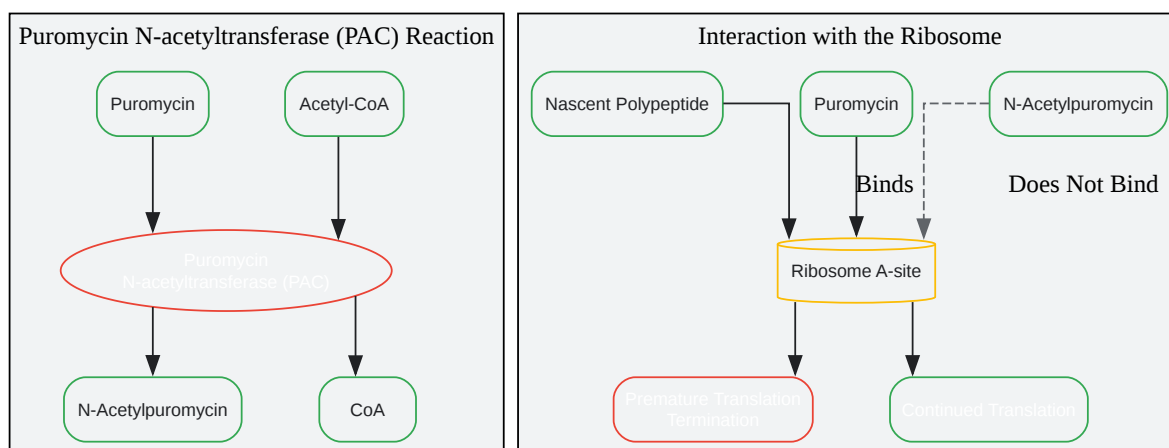 Puromycin N-acetyltransferase (PAC) Reaction
Puromycin
Acetyl-CoA
Puromycin
N-acetyltransferase (PAC)
N-Acetylpuromycin
CoA
Interaction with the Ribosome
Nascent Polypeptide
Puromycin
N-Acetylpuromycin
Binds
Does Not Bind
Ribosome A-site
Premature Translation
Termination
Continued Translation